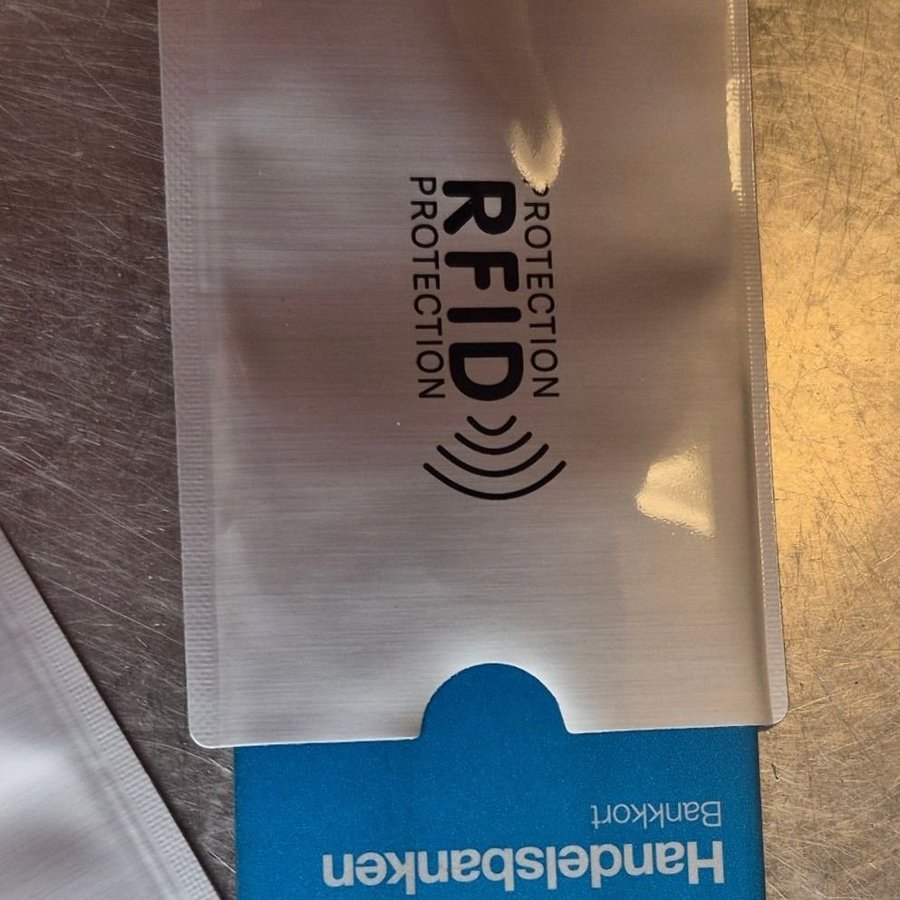 PROTECTION
RFID
PROTECTION
Handelsbanken
Bankkort